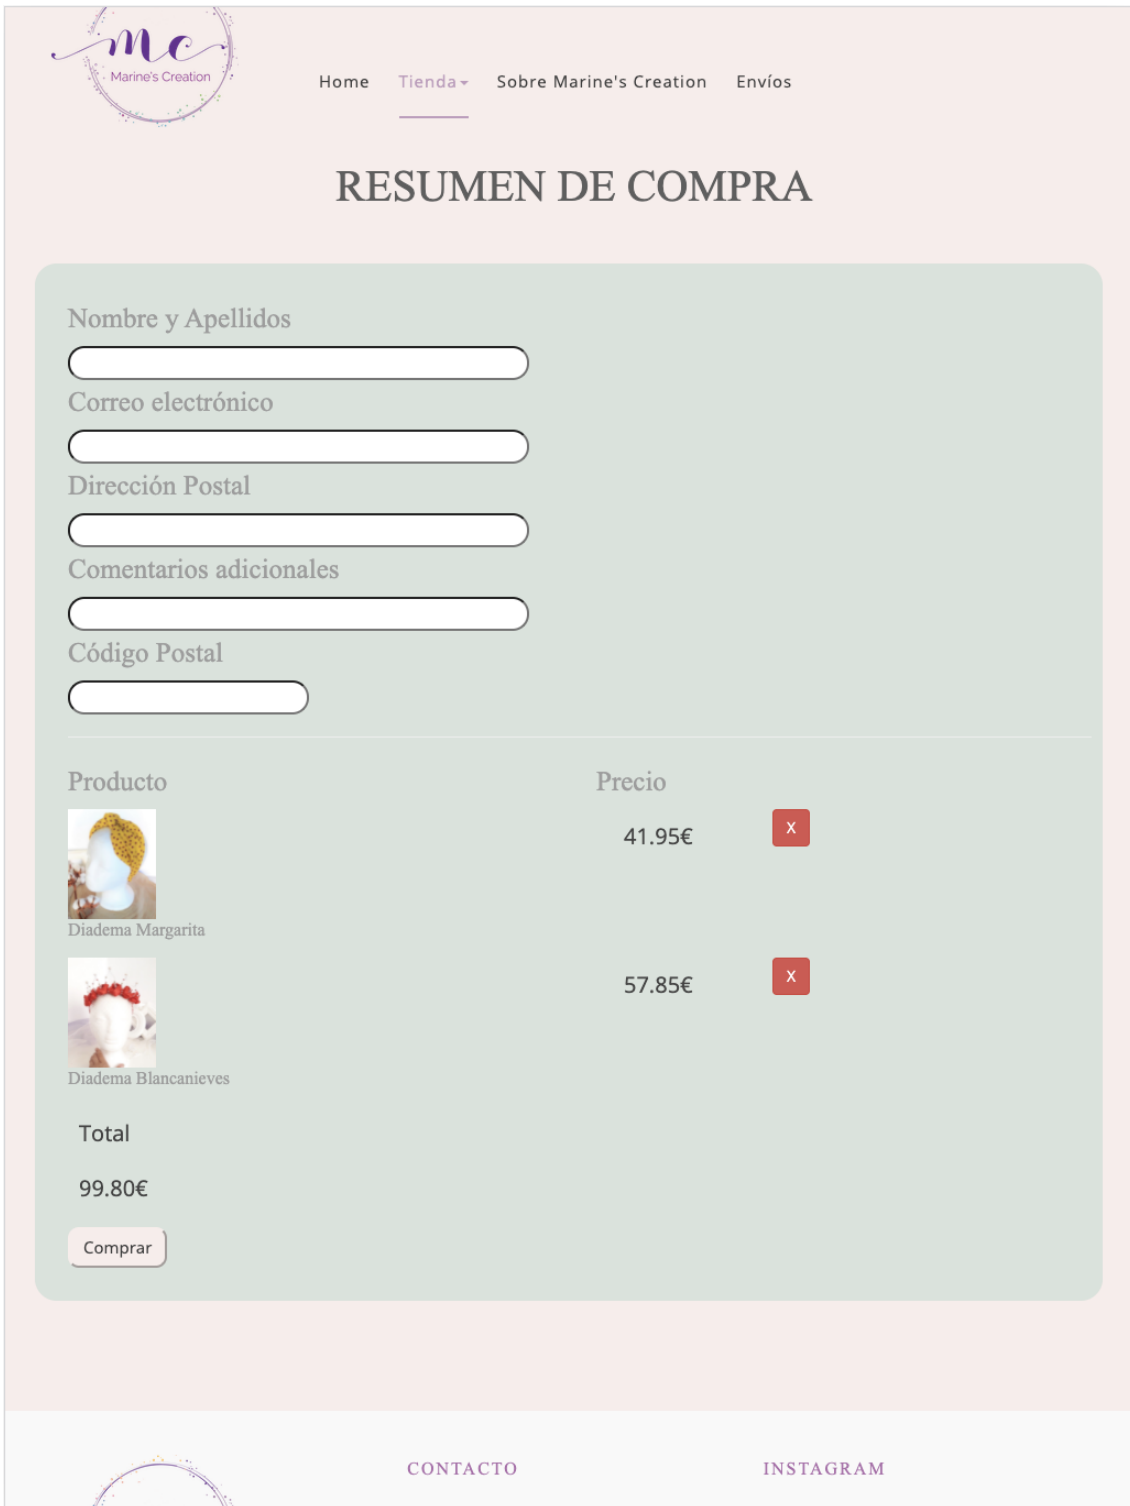 mc
Marine's Creation
Home Tienda Sobre Marine's Creation Envíos
RESUMEN DE COMPRA
Nombre y Apellidos
Correo electrónico
Dirección Postal
Comentarios adicionales
Código Postal
Producto Precio
41.95€ X
Diadema Margarita
57.85€ X
Diadema Blancanieves
Total
99.80€
Comprar
CONTACTO INSTAGRAM